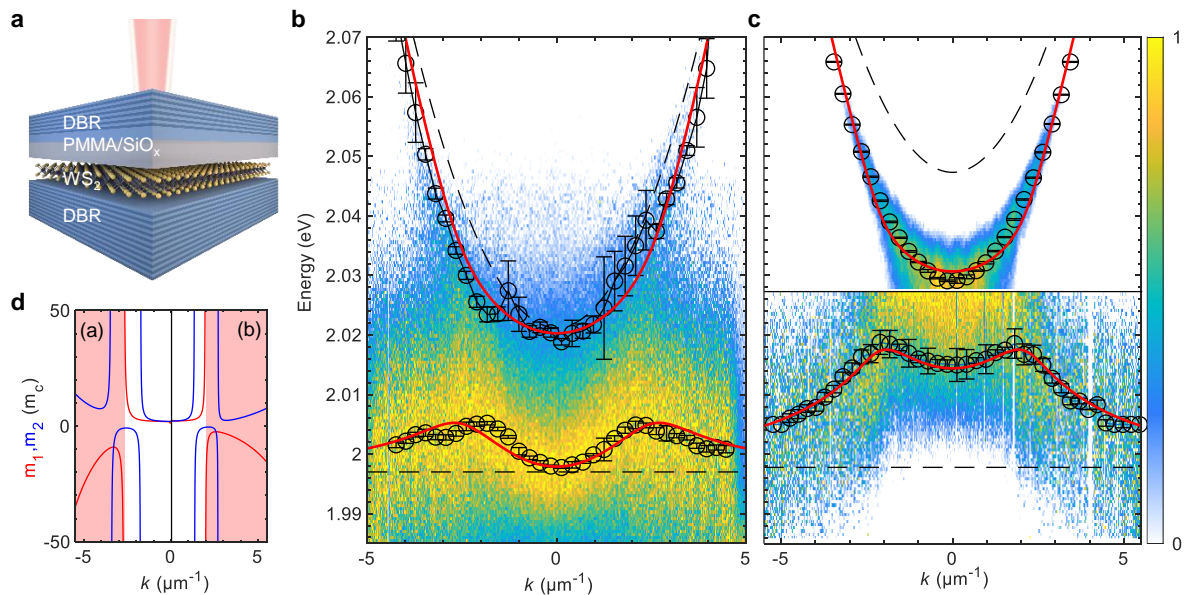 a
DBR
PMMA/SiOx
WS2
DBR
b
2.07
2.06
2.05
2.04
2.03
2.02
2.01
2
1.99
Energy (eV)
-5
0
5
k (μm⁻¹)
c
-5
0
5
k (μm⁻¹)
1
0
d
(a)
(b)
50
0
-50
m₁,m₂ (m_C)
-5
0
5
k (μm⁻¹)